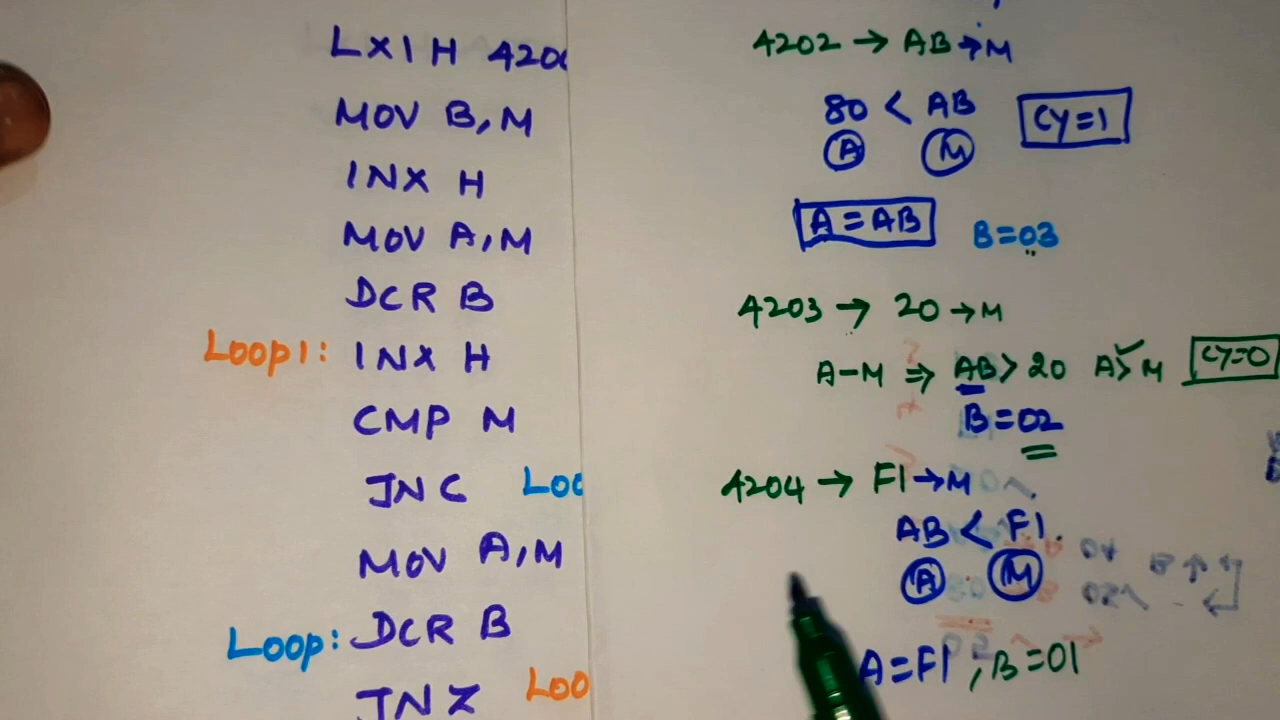 LXI H 420
MOV B, M
INX H
MOV A, M
DCR B
Loop1: INX H
CMP M
JNC Loo
MOV A, M
Loop: DCR B
JNZ Loo
4202 → AB → M
80 < AB CY=1
A M
A = AB B=03
4203 → 20 → M
A-M ⇒ AB > 20 A > M CY=0
B=02
4204 → F1 → M
AB < F1.
A M
A=F1 ; B=01